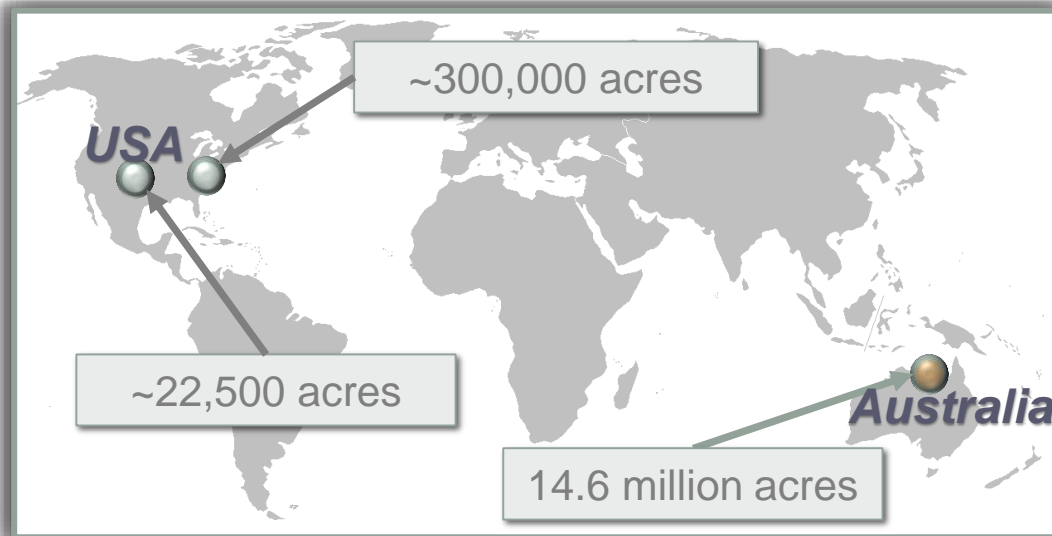 ~300,000 acres
USA
~22,500 acres
Australia
14.6 million acres